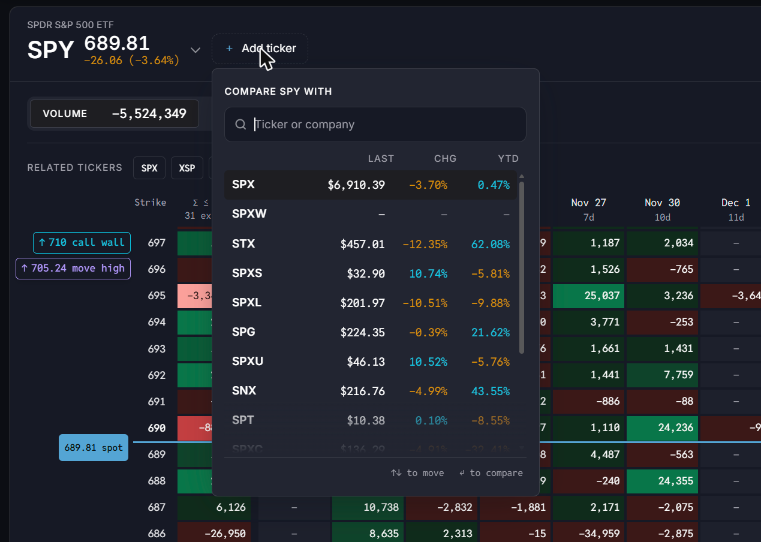 SPDR S&P 500 ETF
SPY 689.81
−26.06 (−3.64%)
+ Add ticker
COMPARE SPY WITH
VOLUME −5,524,349
Ticker or company
RELATED TICKERS SPX XSP
LAST CHG YTD
SPX $6,910.39 −3.70% 0.47%
SPXW – – –
STX $457.01 −12.35% 62.08%
SPXS $32.90 10.74% −5.81%
SPXL $201.97 −10.51% −9.88%
SPG $224.35 −0.39% 21.62%
SPXU $46.13 10.52% −5.76%
SNX $216.76 −4.99% 43.55%
SPT $10.38 0.10% −8.55%
↑↓ to move ↵ to compare
Strike Σ ≤ Nov 27 Nov 30 Dec 1
31 ex 7d 10d 11d
↑ 710 call wall 697 1,187 2,034 –
↑ 705.24 move high 696 1,526 −765 –
695 25,037 3,236
694 3,771 −253 –
693 1,661 1,431 –
692 1,441 7,759 –
691 −886 −88 –
690 1,110 24,236
689.81 spot
689 4,487 −563 –
688 −240 24,355 –
687 6,126 – 10,738 −2,832 −1,881 2,171 −2,075 –
686 −26,950 – 8,635 2,313 −15 −34,959 −2,875 –